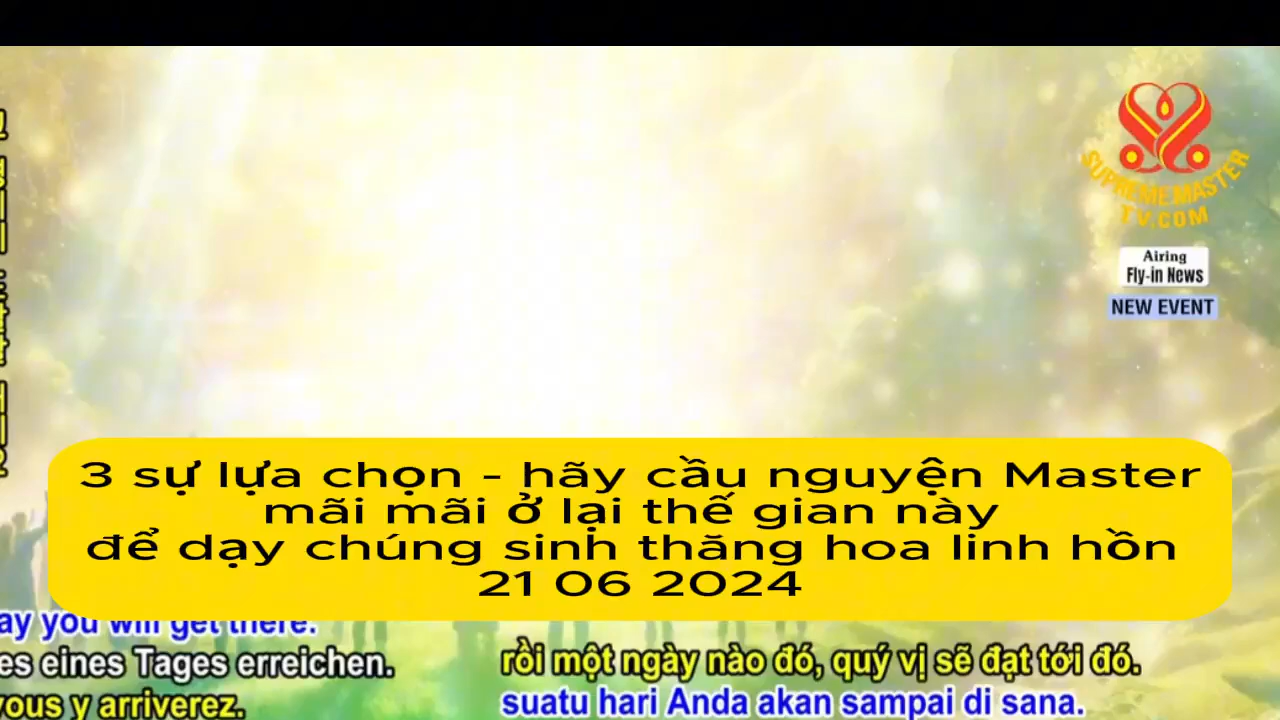 SUPREME MASTER
TV.COM
Airing
Fly-in News
NEW EVENT
3 sự lựa chọn - hãy cầu nguyện Master
mãi mãi ở lại thế gian này
để dạy chúng sinh thăng hoa linh hồn
21 06 2024
you will get there.
eines Tages erreichen.
vous y arriverez.
rồi một ngày nào đó, quý vị sẽ đạt tới đó.
suatu hari Anda akan sampai di sana.